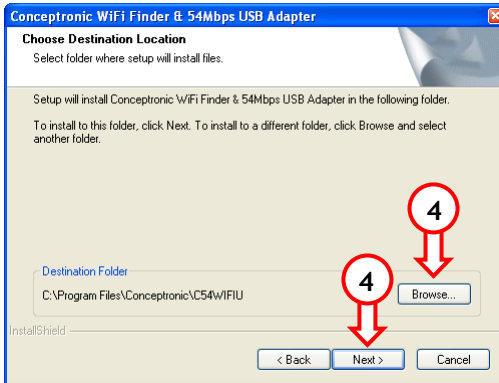 Conceptronic WiFi Finder & 54Mbps USB Adapter
Choose Destination Location
Select folder where setup will install files.
Setup will install Conceptronic WiFi Finder & 54Mbps USB Adapter in the following folder.
To install to this folder, click Next. To install to a different folder, click Browse and select
another folder.
4
Destination Folder
4
C:\Program Files\Conceptronic\C54WIFIU
Browse...
InstallShield
< Back
Next >
Cancel